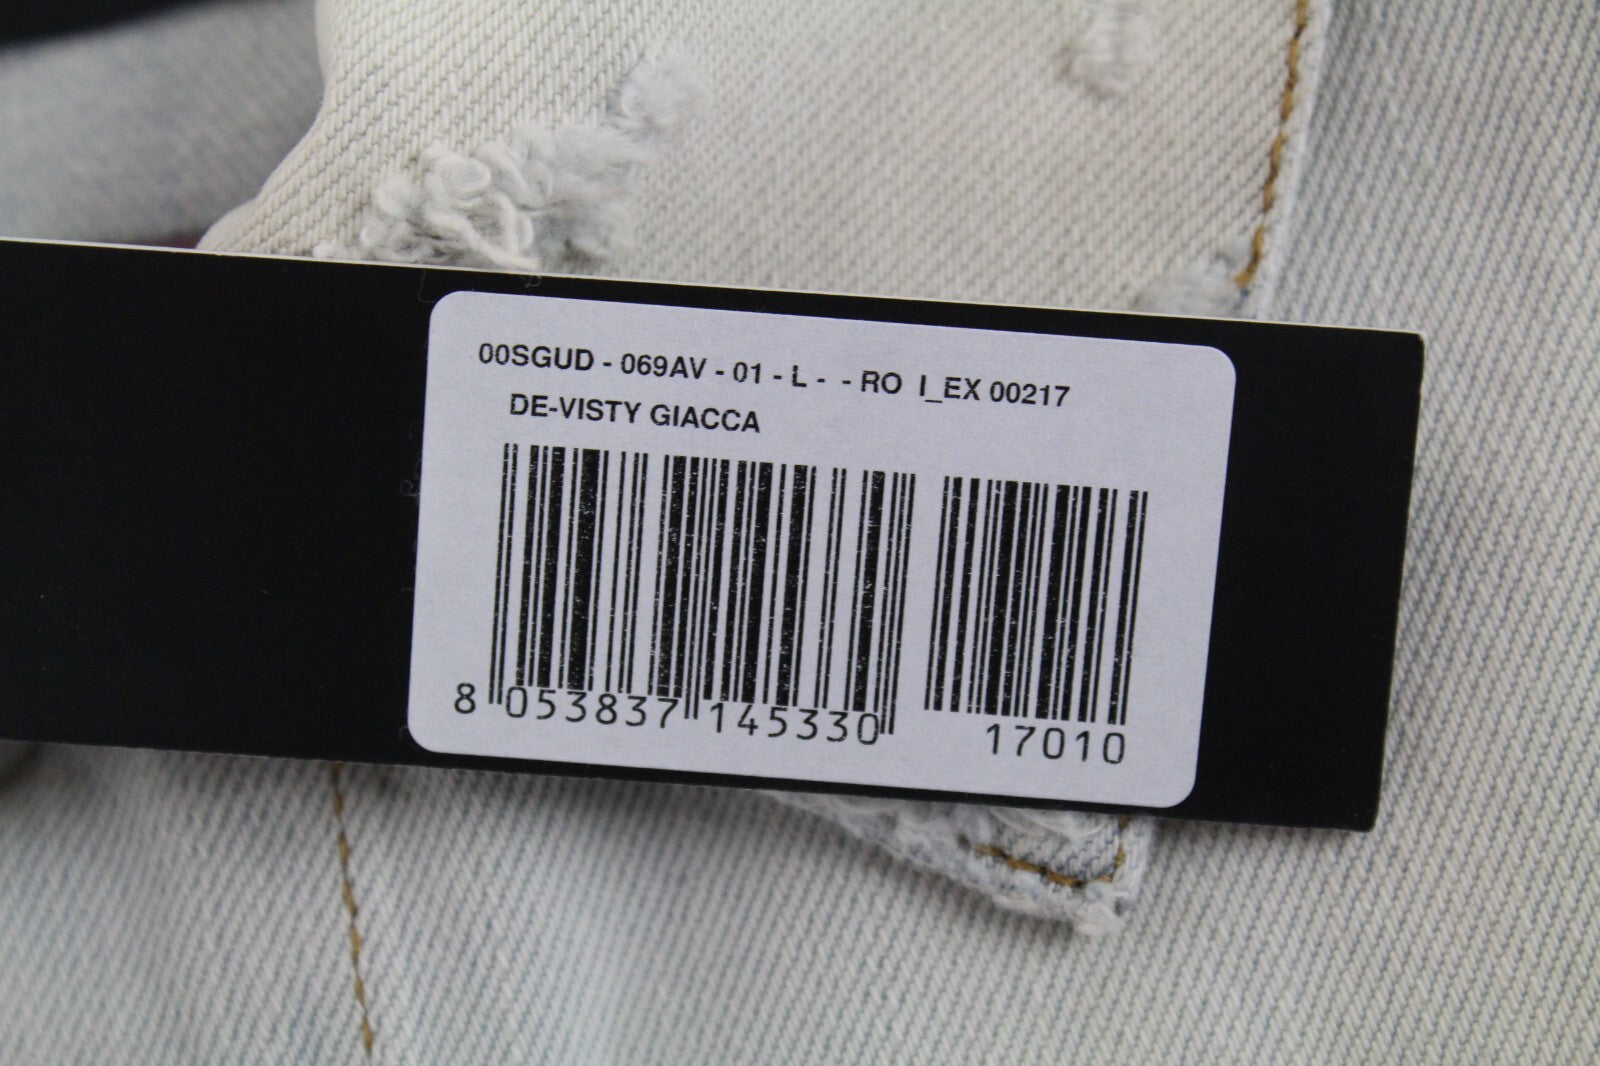 00SGUD - 069AV - 01 - L - - RO I_EX 00217
DE-VISTY GIACCA
8 053837 145330 17010